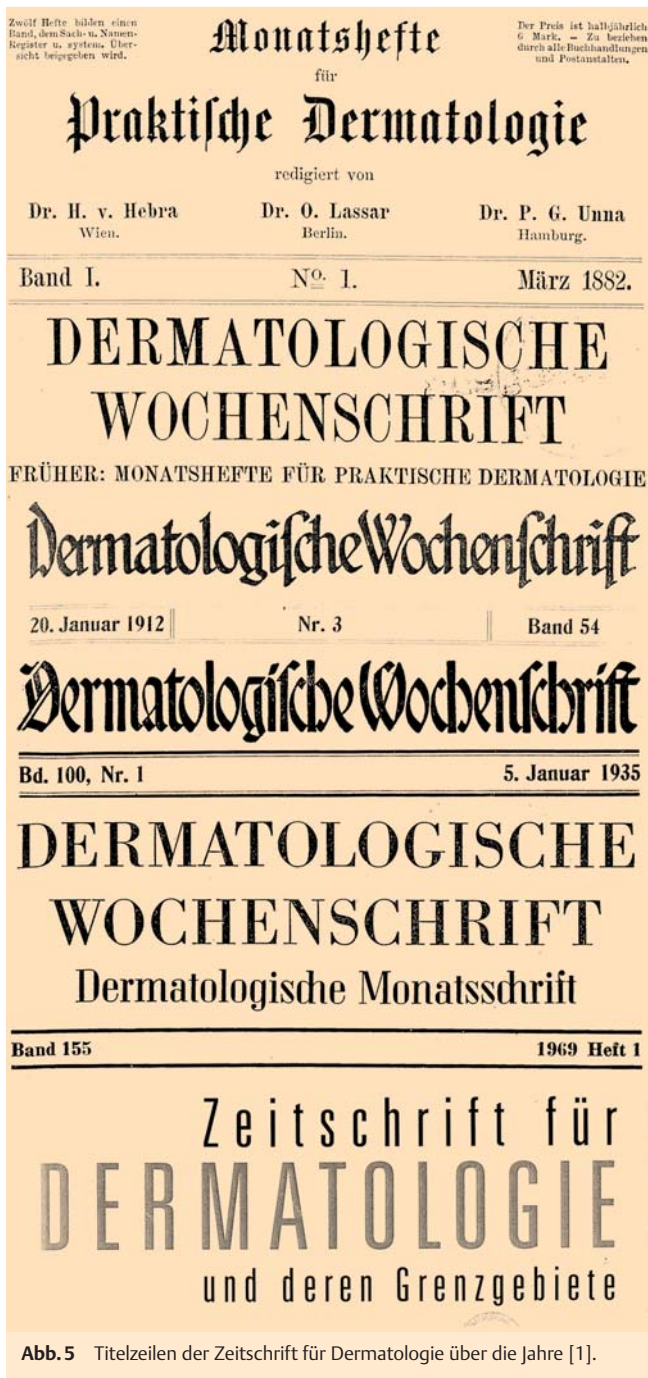 Zwölf Hefte bilden einen
Band, dem Sach- u. Namen-
Register u. system. Über-
sicht beigegeben wird.
Monatshefte
Der Preis ist halbjährlich
6 Mark. – Zu beziehen
durch alle Buchhandlungen
und Postanstalten.
für
Praktiſche Dermatologie
redigiert von
Dr. H. v. Hebra Dr. O. Lassar Dr. P. G. Unna
Wien. Berlin. Hamburg.
Band I. No. 1. März 1882.
DERMATOLOGISCHE
WOCHENSCHRIFT
FRÜHER: MONATSHEFTE FÜR PRAKTISCHE DERMATOLOGIE
Dermatologiſche Wochenſchrift
20. Januar 1912 Nr. 3 Band 54
Dermatologiſche Wochenſchrift
Bd. 100, Nr. 1 5. Januar 1935
DERMATOLOGISCHE
WOCHENSCHRIFT
Dermatologische Monatsschrift
Band 155 1969 Heft 1
Zeitschrift für
DERMATOLOGIE
und deren Grenzgebiete
Abb. 5 Titelzeilen der Zeitschrift für Dermatologie über die Jahre [1].